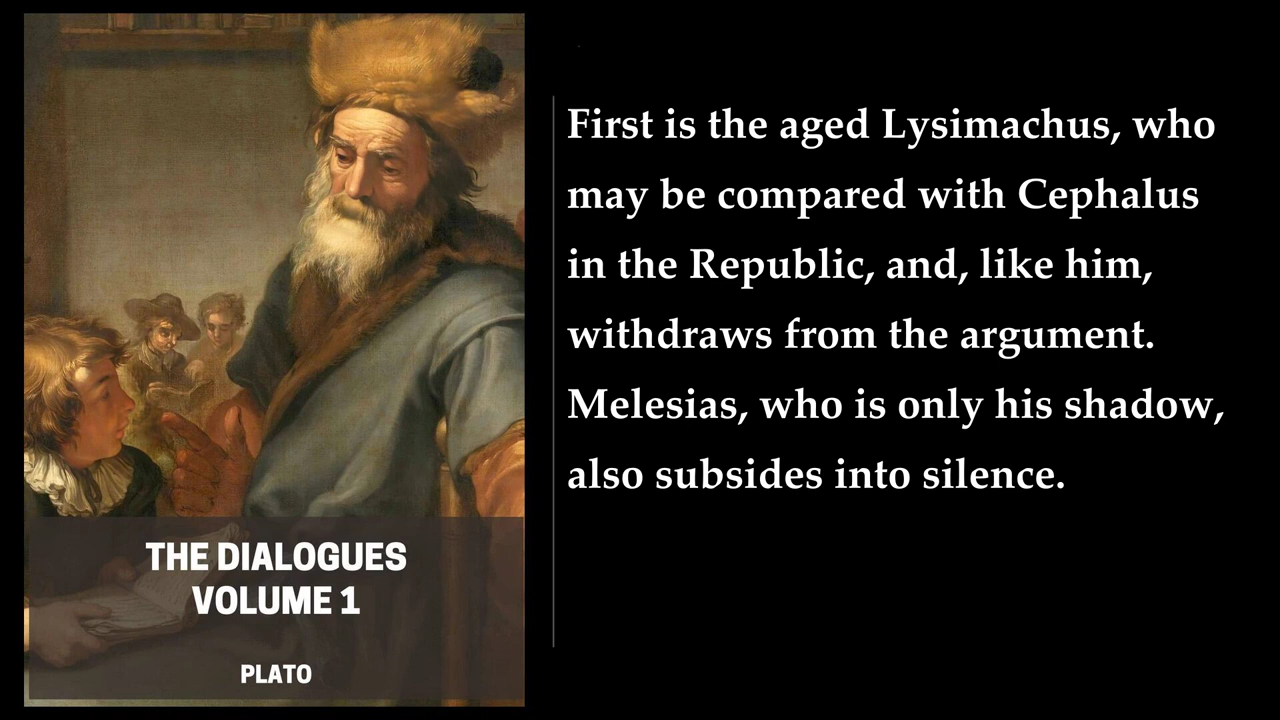 First is the aged Lysimachus, who
may be compared with Cephalus
in the Republic, and, like him,
withdraws from the argument.
Melesias, who is only his shadow,
also subsides into silence.
THE DIALOGUES
VOLUME 1
PLATO